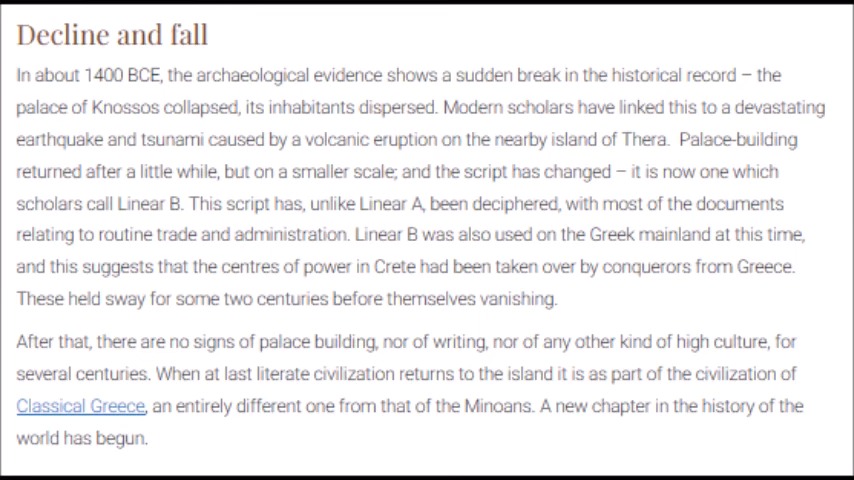 Decline and fall
In about 1400 BCE, the archaeological evidence shows a sudden break in the historical record – the
palace of Knossos collapsed, its inhabitants dispersed. Modern scholars have linked this to a devastating
earthquake and tsunami caused by a volcanic eruption on the nearby island of Thera.  Palace-building
returned after a little while, but on a smaller scale; and the script has changed – it is now one which
scholars call Linear B. This script has, unlike Linear A, been deciphered, with most of the documents
relating to routine trade and administration. Linear B was also used on the Greek mainland at this time,
and this suggests that the centres of power in Crete had been taken over by conquerors from Greece.
These held sway for some two centuries before themselves vanishing.
After that, there are no signs of palace building, nor of writing, nor of any other kind of high culture, for
several centuries. When at last literate civilization returns to the island it is as part of the civilization of
Classical Greece, an entirely different one from that of the Minoans. A new chapter in the history of the
world has begun.